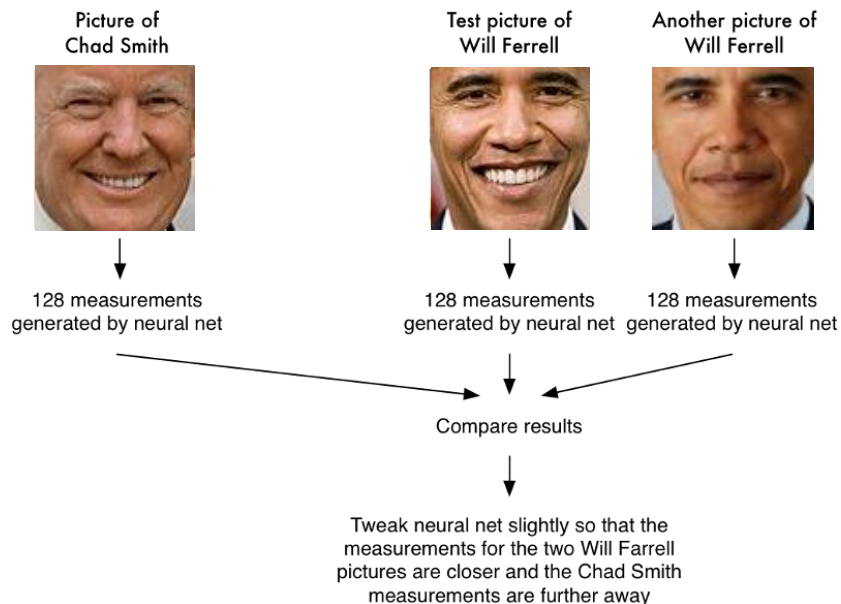 Picture of
Chad Smith
Test picture of
Will Ferrell
Another picture of
Will Ferrell
128 measurements
generated by neural net
128 measurements
generated by neural net
128 measurements
generated by neural net
Compare results
Tweak neural net slightly so that the
measurements for the two Will Farrell
pictures are closer and the Chad Smith
measurements are further away